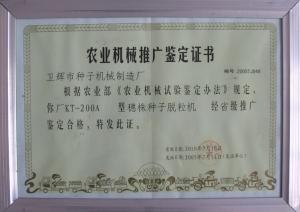 农业机械推广鉴定证书
卫辉市种子机械制造厂
编号:
根据农业部《农业机械试验鉴定办法》规定,
你厂KT-200A 型穗株种子脱粒机 经省级推广
鉴定合格,特发此证。